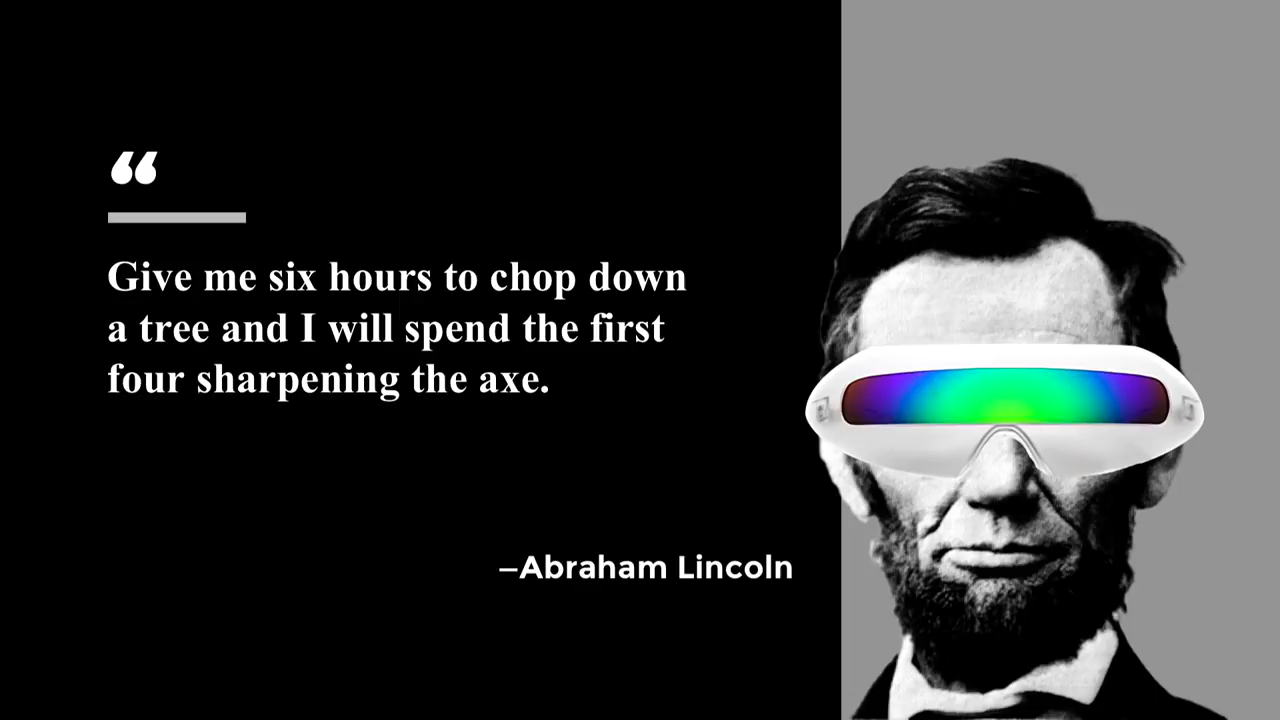 “
Give me six hours to chop down
a tree and I will spend the first
four sharpening the axe.
–Abraham Lincoln